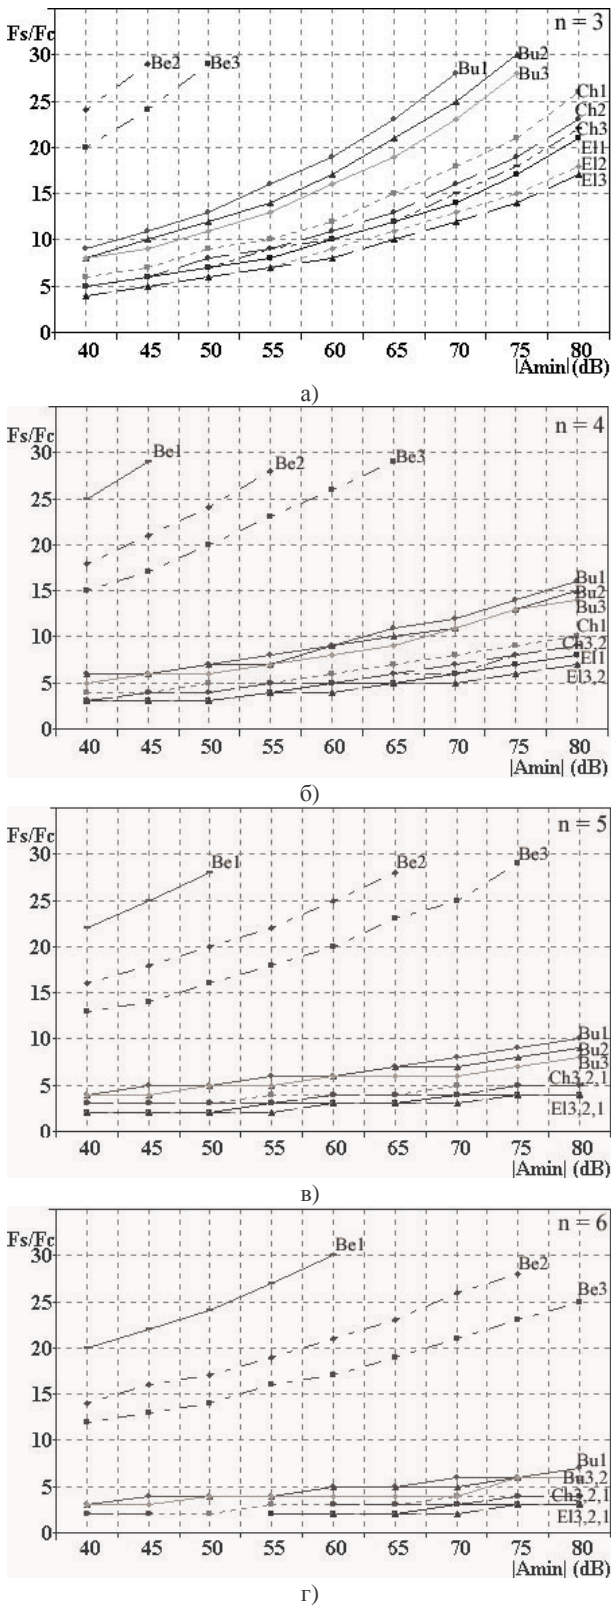 Fs/Fc
n = 3
30
Be2
Be3
Bu1
Bu2
Bu3
25
Ch1
Ch2
20
Ch3
El1
El2
15
El3
10
5
0
40 45 50 55 60 65 70 75 80
|Amin| (dB)
а)
Fs/Fc
n = 4
30
Be1
Be2
Be3
25
20
15
Bu1
Bu2
Bu3
10
Ch1
Ch3,2
El1
5
El3,2
0
40 45 50 55 60 65 70 75 80
|Amin| (dB)
б)
Fs/Fc
n = 5
30
Be1
Be2
Be3
25
20
15
10
Bu1
Bu2
Bu3
5
Ch3,2,1
El3,2,1
0
40 45 50 55 60 65 70 75 80
|Amin| (dB)
в)
Fs/Fc
n = 6
30
Be1
Be2
Be3
25
20
15
10
Bu1
Bu3,2
5
Ch3,2,1
El3,2,1
0
40 45 50 55 60 65 70 75 80
|Amin| (dB)
г)